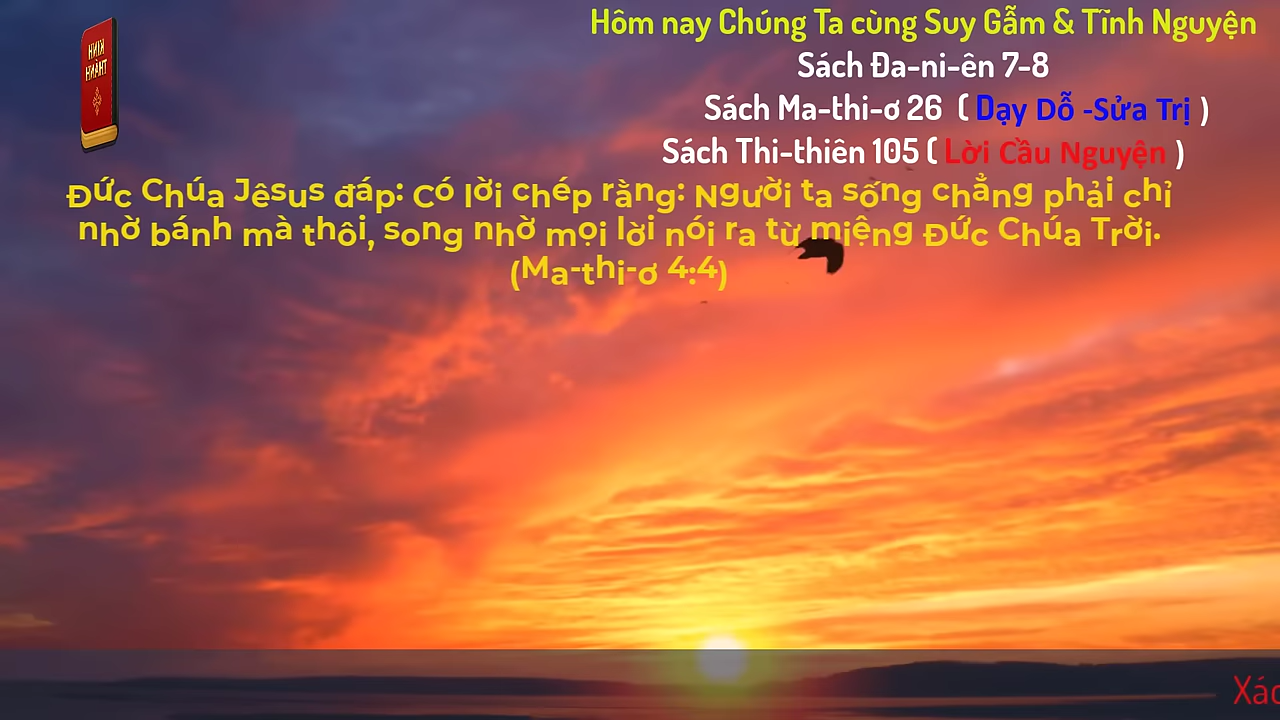 Hôm nay Chúng Ta cùng Suy Gẫm & Tĩnh Nguyện
Sách Đa-ni-ên 7-8
Sách Ma-thi-ơ 26 ( Dạy Dỗ -Sửa Trị )
Sách Thi-thiên 105 ( Lời Cầu Nguyện )
KINH
THÁNH
Đức Chúa Jêsus đáp: Có lời chép rằng: Người ta sống chẳng phải chỉ
nhờ bánh mà thôi, song nhờ mọi lời nói ra từ miệng Đức Chúa Trời.
(Ma-thi-ơ 4:4)